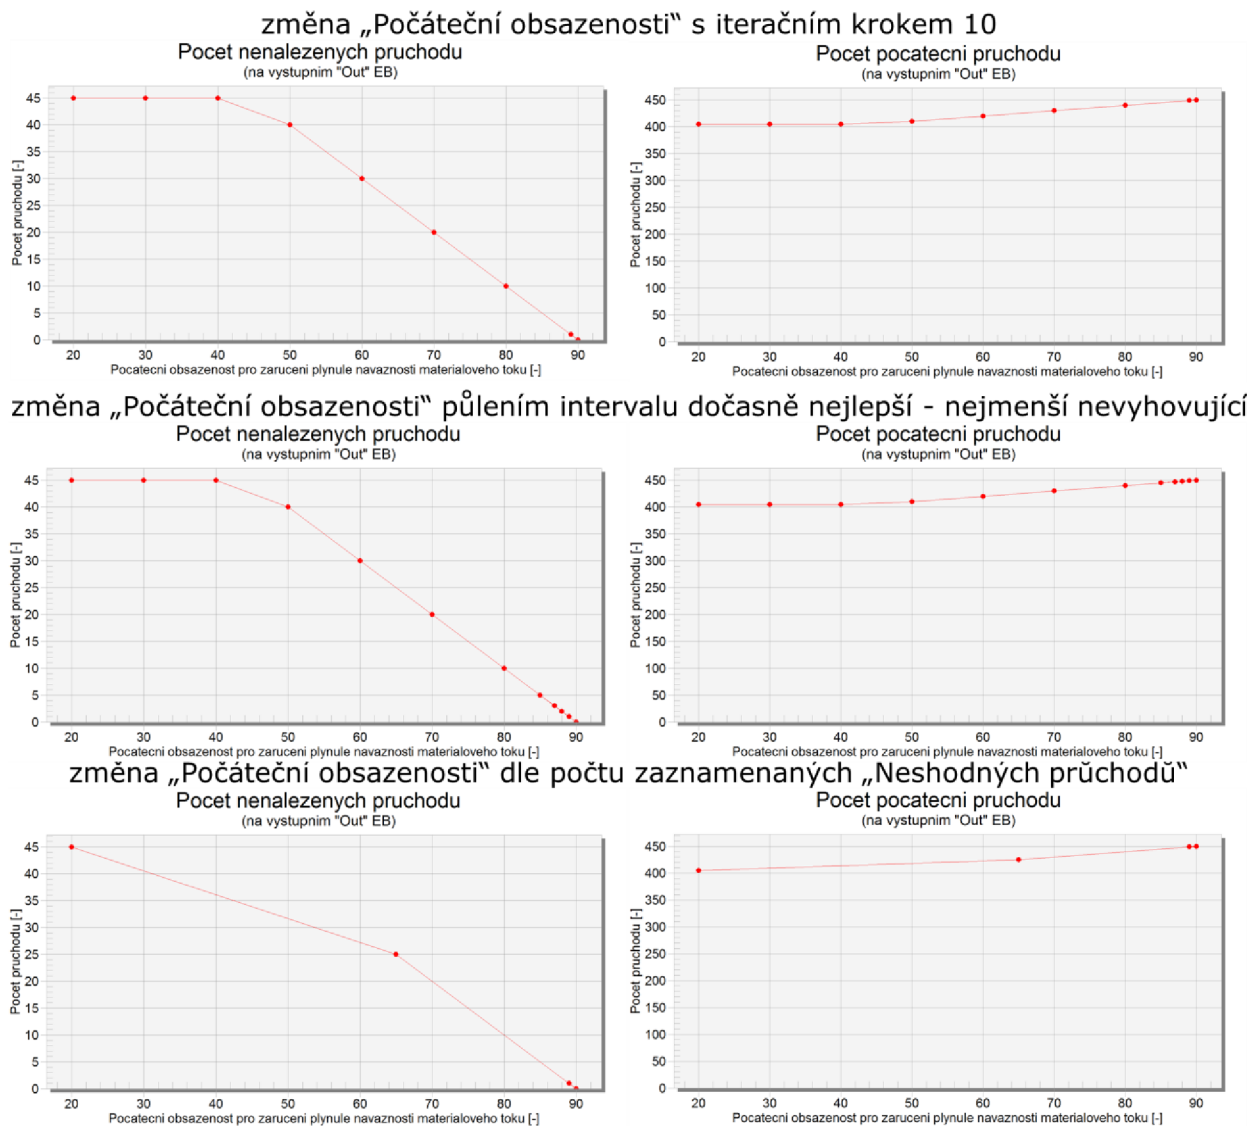 změna „Počáteční obsazenosti“ s iteračním krokem 10
Pocet nenalezenych pruchodu
(na vystupnim "Out" EB)
45
40
35
30
25
20
15
10
5
0
Pocet pruchodu [-]
20 30 40 50 60 70 80 90
Pocatecni obsazenost pro zaruceni plynule navaznosti materialoveho toku [-]
Pocet pocatecni pruchodu
(na vystupnim "Out" EB)
450
400
350
300
250
200
150
100
50
0
Pocet pruchodu [-]
20 30 40 50 60 70 80 90
Pocatecni obsazenost pro zaruceni plynule navaznosti materialoveho toku [-]
změna „Počáteční obsazenosti“ půlením intervalu dočasně nejlepší - nejmenší nevyhovující
Pocet nenalezenych pruchodu
(na vystupnim "Out" EB)
45
40
35
30
25
20
15
10
5
0
Pocet pruchodu [-]
20 30 40 50 60 70 80 90
Pocatecni obsazenost pro zaruceni plynule navaznosti materialoveho toku [-]
Pocet pocatecni pruchodu
(na vystupnim "Out" EB)
450
400
350
300
250
200
150
100
50
0
Pocet pruchodu [-]
20 30 40 50 60 70 80 90
Pocatecni obsazenost pro zaruceni plynule navaznosti materialoveho toku [-]
změna „Počáteční obsazenosti“ dle počtu zaznamenaných „Neshodných průchodů“
Pocet nenalezenych pruchodu
(na vystupnim "Out" EB)
45
40
35
30
25
20
15
10
5
0
Pocet pruchodu [-]
20 30 40 50 60 70 80 90
Pocatecni obsazenost pro zaruceni plynule navaznosti materialoveho toku [-]
Pocet pocatecni pruchodu
(na vystupnim "Out" EB)
450
400
350
300
250
200
150
100
50
0
Pocet pruchodu [-]
20 30 40 50 60 70 80 90
Pocatecni obsazenost pro zaruceni plynule navaznosti materialoveho toku [-]